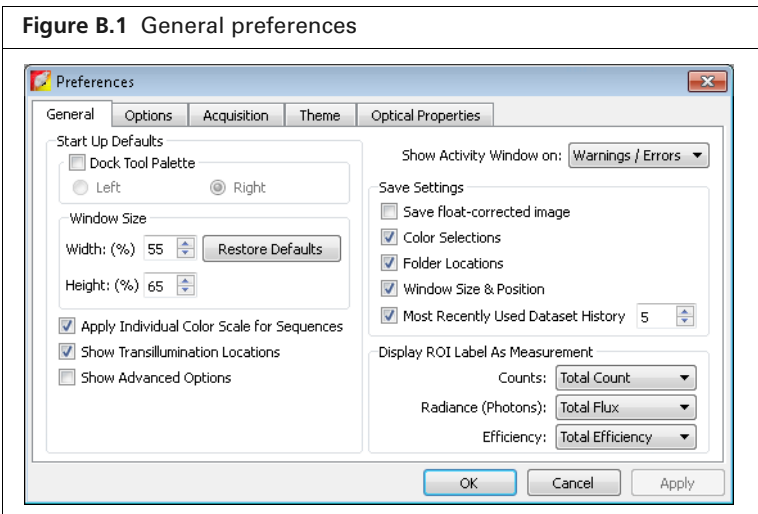 Figure B.1 General preferences
Preferences
General Options Acquisition Theme Optical Properties
Start Up Defaults
Dock Tool Palette
Left Right
Window Size
Width: (%) 55 Restore Defaults
Height: (%) 65
Apply Individual Color Scale for Sequences
Show Transillumination Locations
Show Advanced Options
Show Activity Window on: Warnings / Errors
Save Settings
Save float-corrected image
Color Selections
Folder Locations
Window Size & Position
Most Recently Used Dataset History 5
Display ROI Label As Measurement
Counts: Total Count
Radiance (Photons): Total Flux
Efficiency: Total Efficiency
OK Cancel Apply